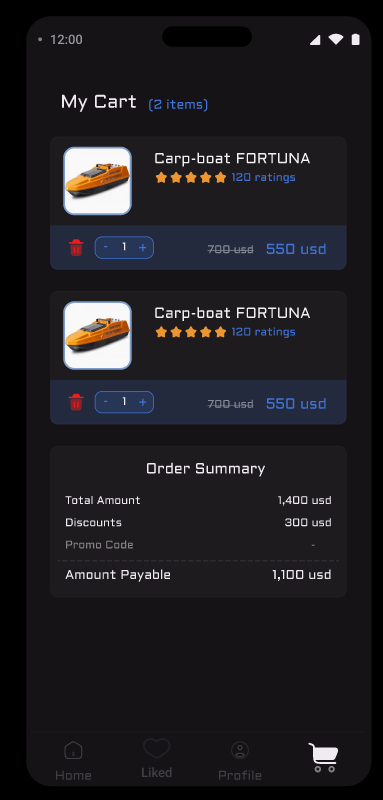 12:00
My Cart (2 items)
Carp-boat FORTUNA
120 ratings
- 1 + 700 usd 550 usd
Carp-boat FORTUNA
120 ratings
- 1 + 700 usd 550 usd
Order Summary
Total Amount 1,400 usd
Discounts 300 usd
Promo Code -
Amount Payable 1,100 usd
Home Liked Profile